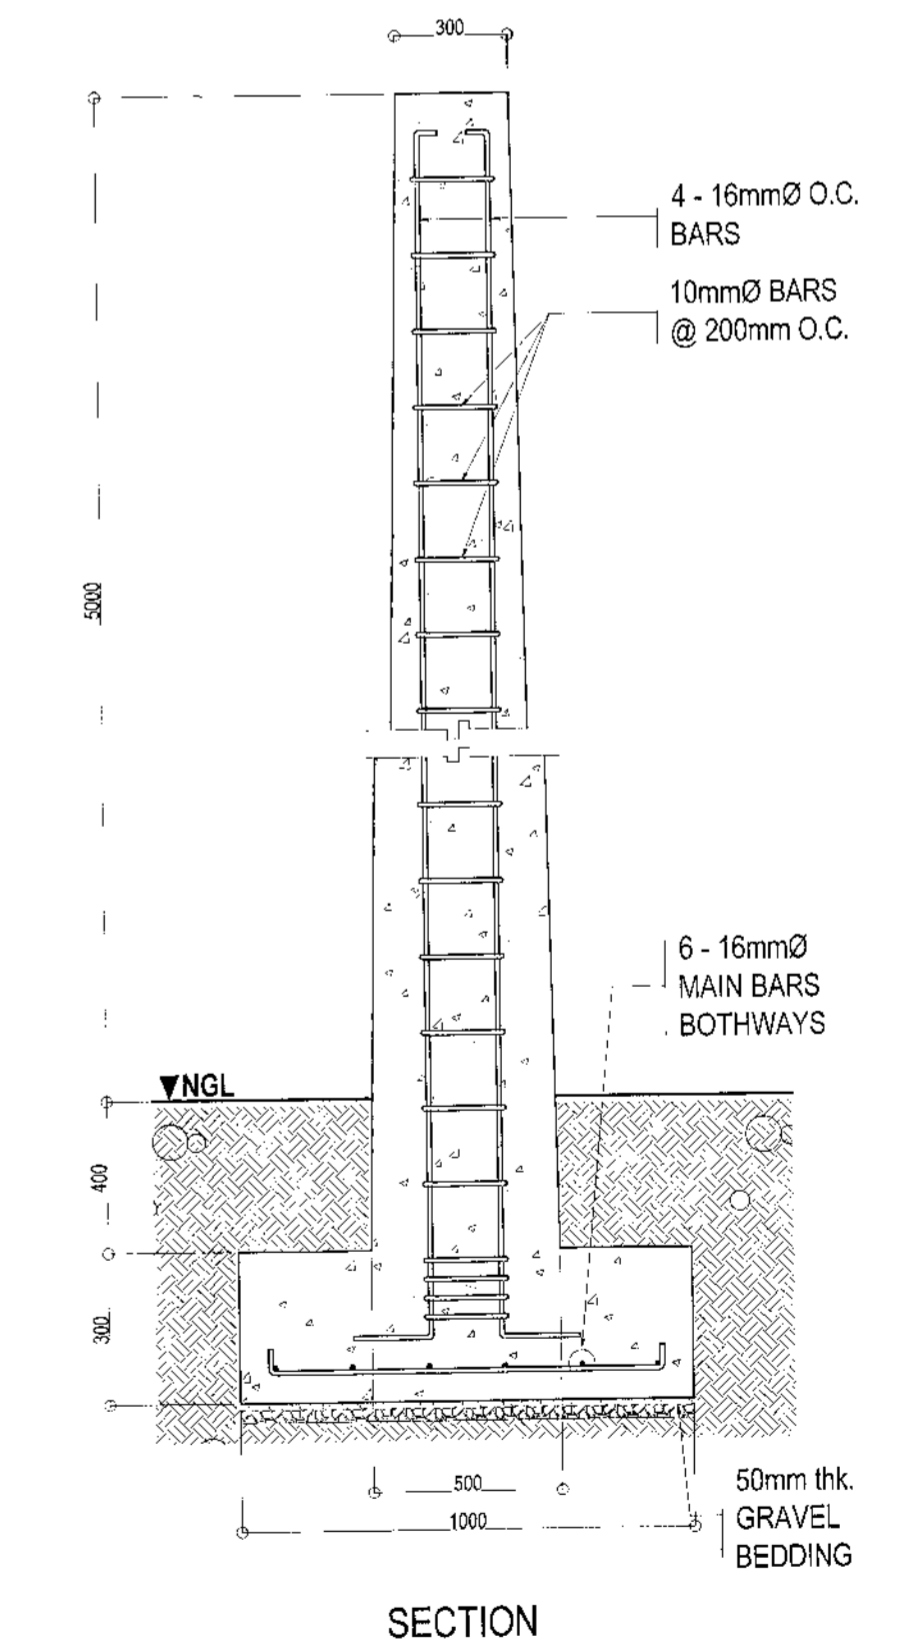 300
4 - 16mmØ O.C.
BARS
10mmØ BARS
@ 200mm O.C.
5000
6 - 16mmØ
MAIN BARS
BOTHWAYS
▼NGL
400
300
500
1000
50mm thk.
GRAVEL
BEDDING
SECTION